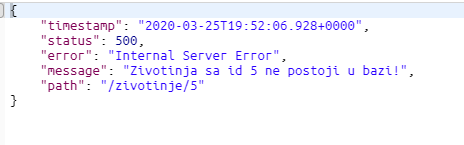 {
"timestamp": "2020-03-25T19:52:06.928+0000",
"status": 500,
"error": "Internal Server Error",
"message": "Zivotinja sa id 5 ne postoji u bazi!",
"path": "/zivotinje/5"
}